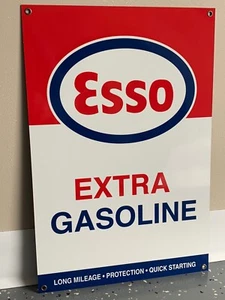 Esso
EXTRA
GASOLINE
LONG MILEAGE • PROTECTION • QUICK STARTING